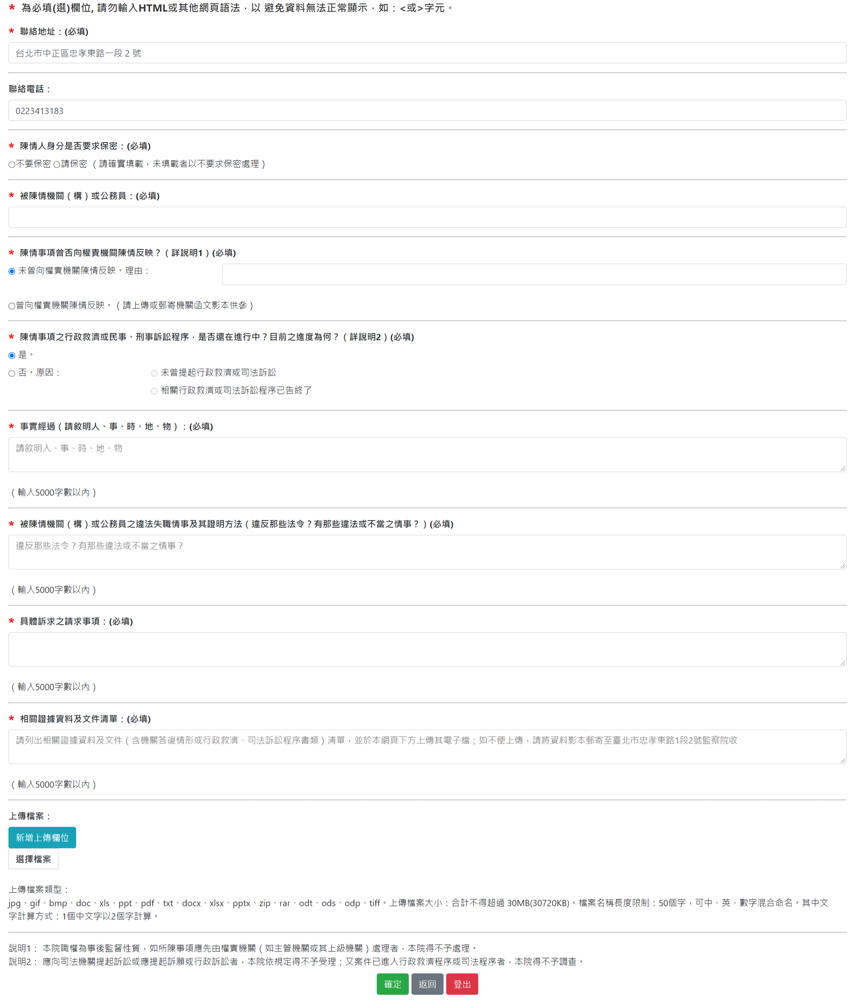 * 為必填(選)欄位, 請勿輸入HTML或其他網頁語法，以 避免資料無法正常顯示，如：<或>字元。
* 聯絡地址：(必填)
台北市中正區忠孝東路一段 2 號
聯絡電話：
0223413183
* 陳情人身分是否要求保密：(必填)
不要保密 請保密 （請確實填載，未填載者以不要求保密處理）
* 被陳情機關（構）或公務員：(必填)
* 陳情事項曾否向權責機關陳情反映？（詳說明1）(必填)
未曾向權責機關陳情反映。理由：
曾向權責機關陳情反映。（請上傳或郵寄機關函文影本供參）
* 陳情事項之行政救濟或民事、刑事訴訟程序，是否還在進行中？目前之進度為何？（詳說明2）(必填)
是。
否。原因： 未曾提起行政救濟或司法訴訟
相關行政救濟或司法訴訟程序已告終了
* 事實經過（請敘明人、事、時、地、物）：(必填)
請敘明人、事、時、地、物
（輸入5000字數以內）
* 被陳情機關（構）或公務員之違法失職情事及其證明方法（違反那些法令？有那些違法或不當之情事？）(必填)
違反那些法令？有那些違法或不當之情事？
（輸入5000字數以內）
* 具體訴求之請求事項：(必填)
（輸入5000字數以內）
* 相關證據資料及文件清單：(必填)
請列出相關證據資料及文件（含機關答復情形或行政救濟、司法訴訟程序書類）清單，並於本網頁下方上傳其電子檔；如不便上傳，請將資料影本郵寄至臺北市忠孝東路1段2號監察院收
（輸入5000字數以內）
上傳檔案：
新增上傳欄位
選擇檔案
上傳檔案類型：
jpg、gif、bmp、doc、xls、ppt、pdf、txt、docx、xlsx、pptx、zip、rar、odt、ods、odp、tiff。上傳檔案大小：合計不得超過 30MB(30720KB)。檔案名稱長度限制：50個字，可中、英、數字混合命名。其中文
字計算方式：1個中文字以2個字計算。
說明1： 本院職權為事後監督性質，如所陳事項應先由權責機關（如主管機關或其上級機關）處理者，本院得不予處理。
說明2： 應向司法機關提起訴訟或應提起訴願或行政訴訟者，本院依規定得不予受理；又案件已進入行政救濟程序或司法程序者，本院得不予調查。
確定 返回 登出